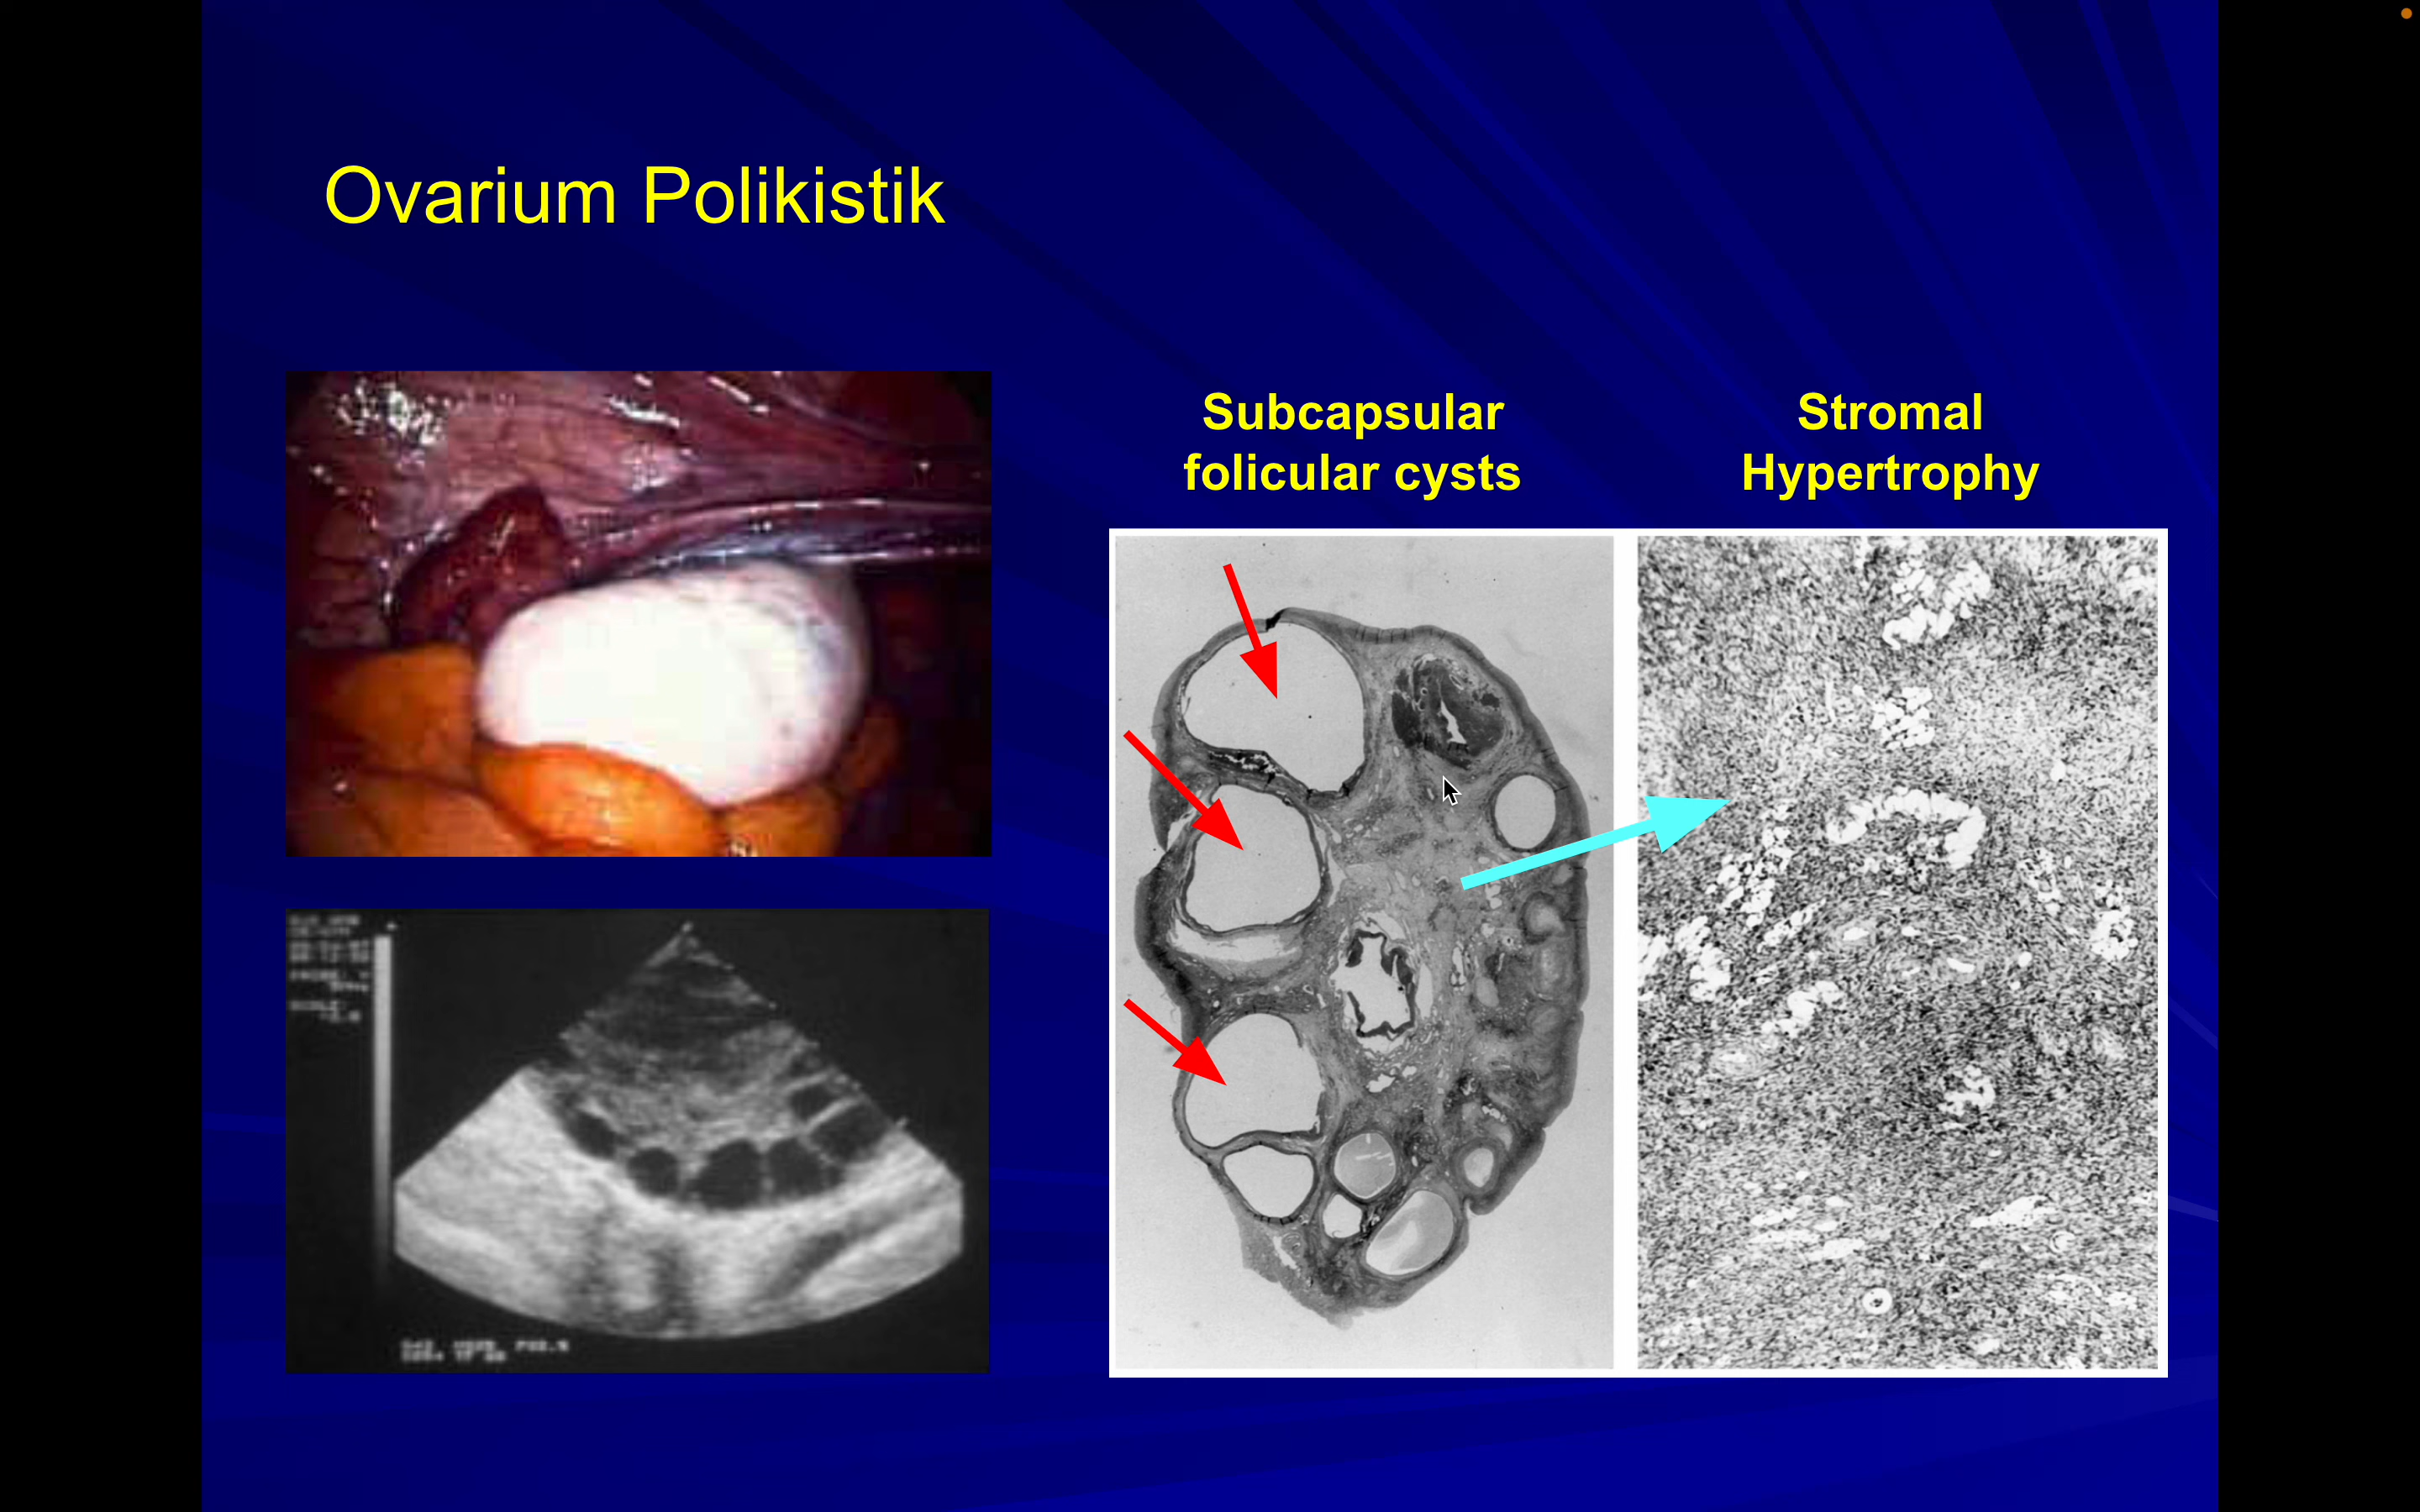 Ovarium Polikistik
Subcapsular
folicular cysts
Stromal
Hypertrophy